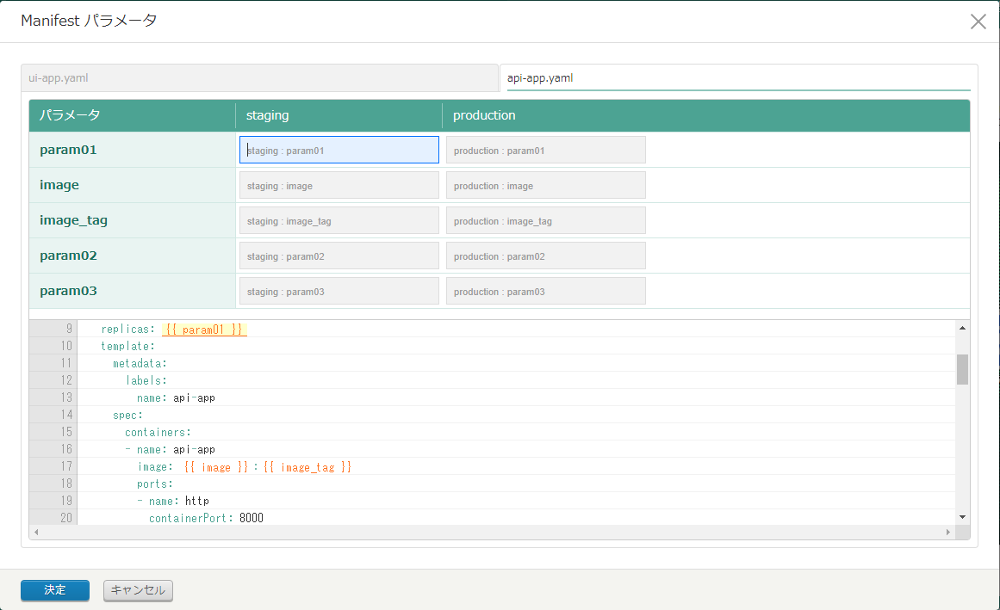 Manifest パラメータ
ui-app.yaml api-app.yaml
パラメータ staging production
param01 staging : param01 production : param01
image staging : image production : image
image_tag staging : image_tag production : image_tag
param02 staging : param02 production : param02
param03 staging : param03 production : param03
9 replicas: {{ param01 }}
10 template:
11 metadata:
12 labels:
13 name: api-app
14 spec:
15 containers:
16 - name: api-app
17 image: {{ image }}:{{ image_tag }}
18 ports:
19 - name: http
20 containerPort: 8000
決定 キャンセル